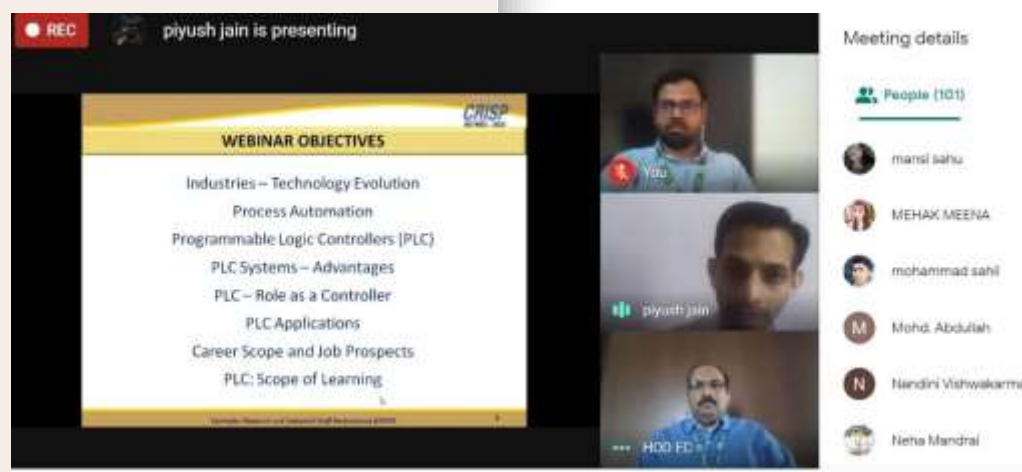 REC
piyush jain is presenting
Meeting details
People (101)
CRISP
WEBINAR OBJECTIVES
Industries – Technology Evolution
Process Automation
Programmable Logic Controllers (PLC)
PLC Systems – Advantages
PLC – Role as a Controller
PLC Applications
Career Scope and Job Prospects
PLC: Scope of Learning
You
piyush jain
HOD EC
mansi sahu
MEHAK MEENA
mohammad sahil
M
Mohd. Abdullah
N
Nandini Vishwakarma
Neha Mandrai